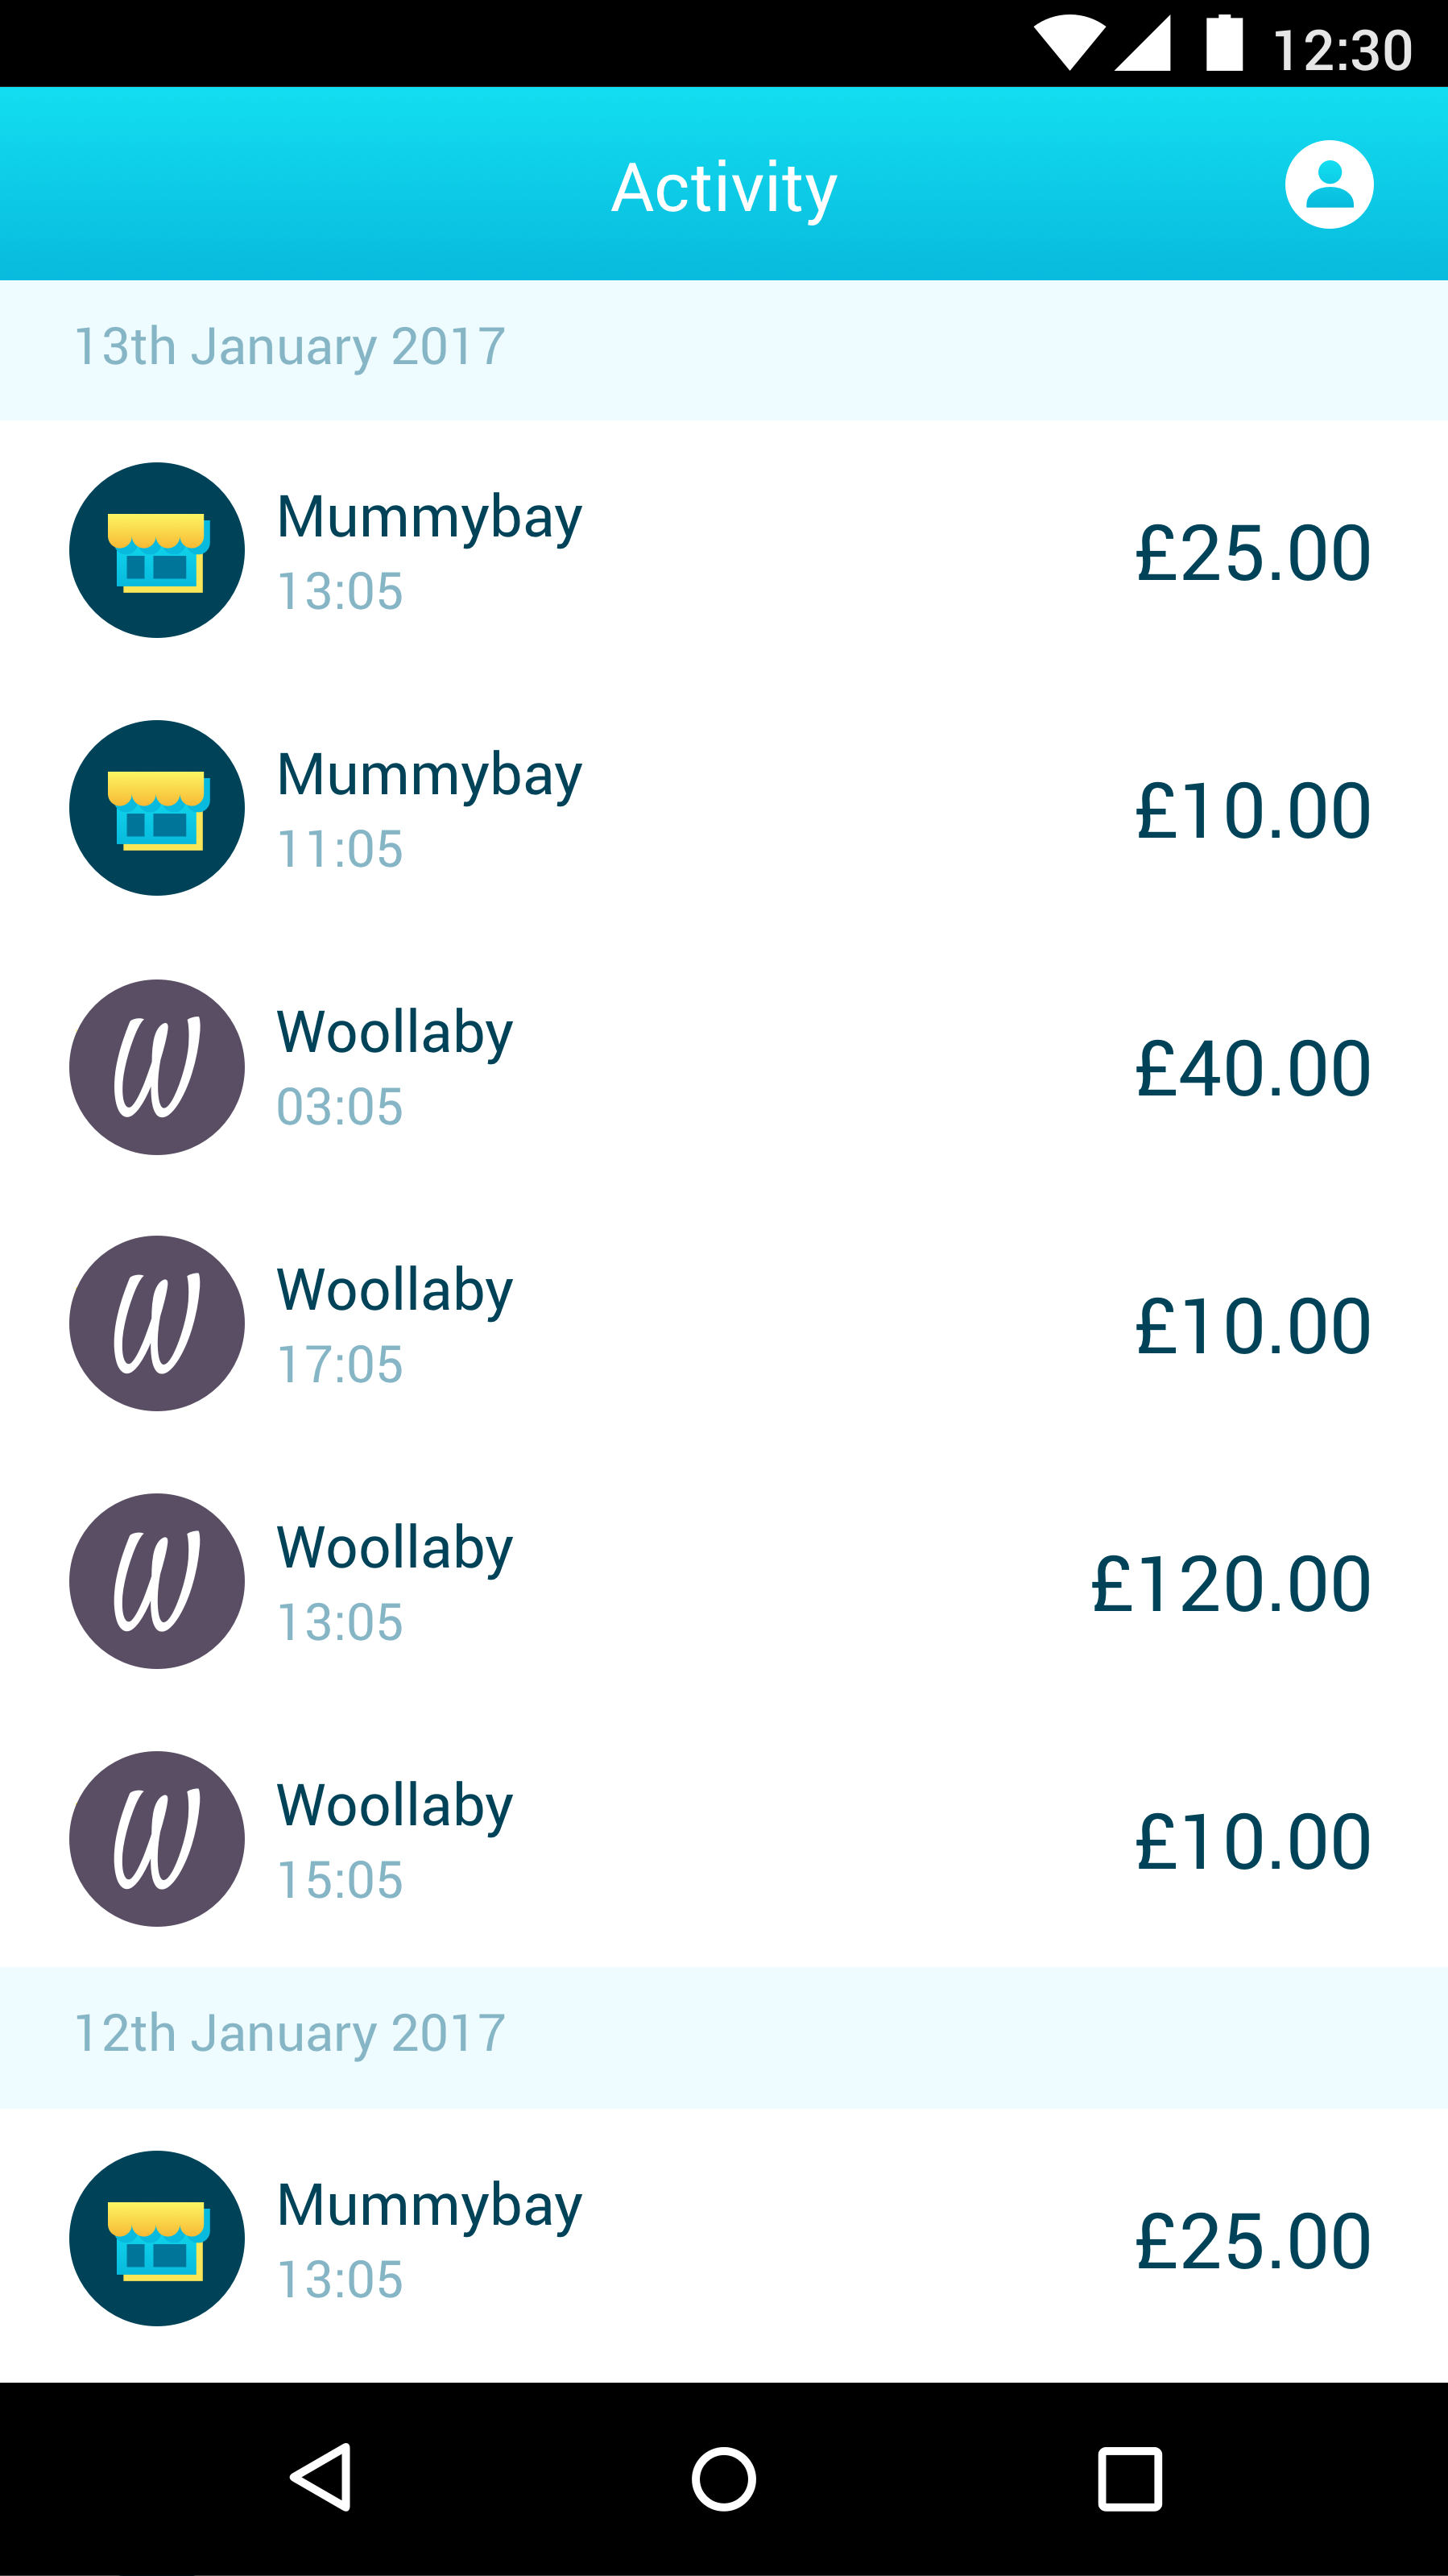 12:30
Activity
13th January 2017
Mummybay
13:05
£25.00
Mummybay
11:05
£10.00
W
Woollaby
03:05
£40.00
W
Woollaby
17:05
£10.00
W
Woollaby
13:05
£120.00
W
Woollaby
15:05
£10.00
12th January 2017
Mummybay
13:05
£25.00